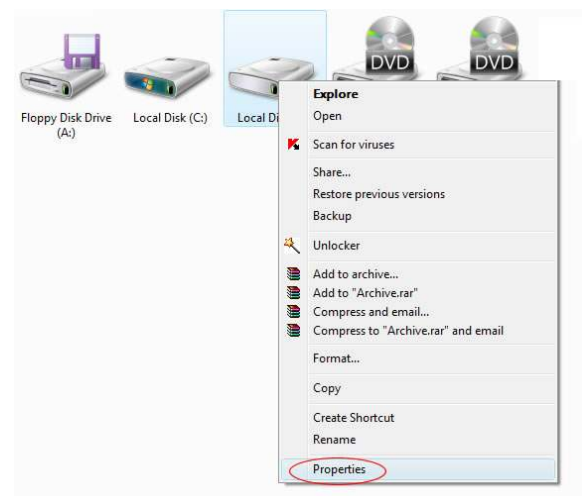 DVD
DVD
Floppy Disk Drive
(A:)
Local Disk (C:)
Local Di
Explore
Open
Scan for viruses
Share...
Restore previous versions
Backup
Unlocker
Add to archive...
Add to "Archive.rar"
Compress and email...
Compress to "Archive.rar" and email
Format...
Copy
Create Shortcut
Rename
Properties